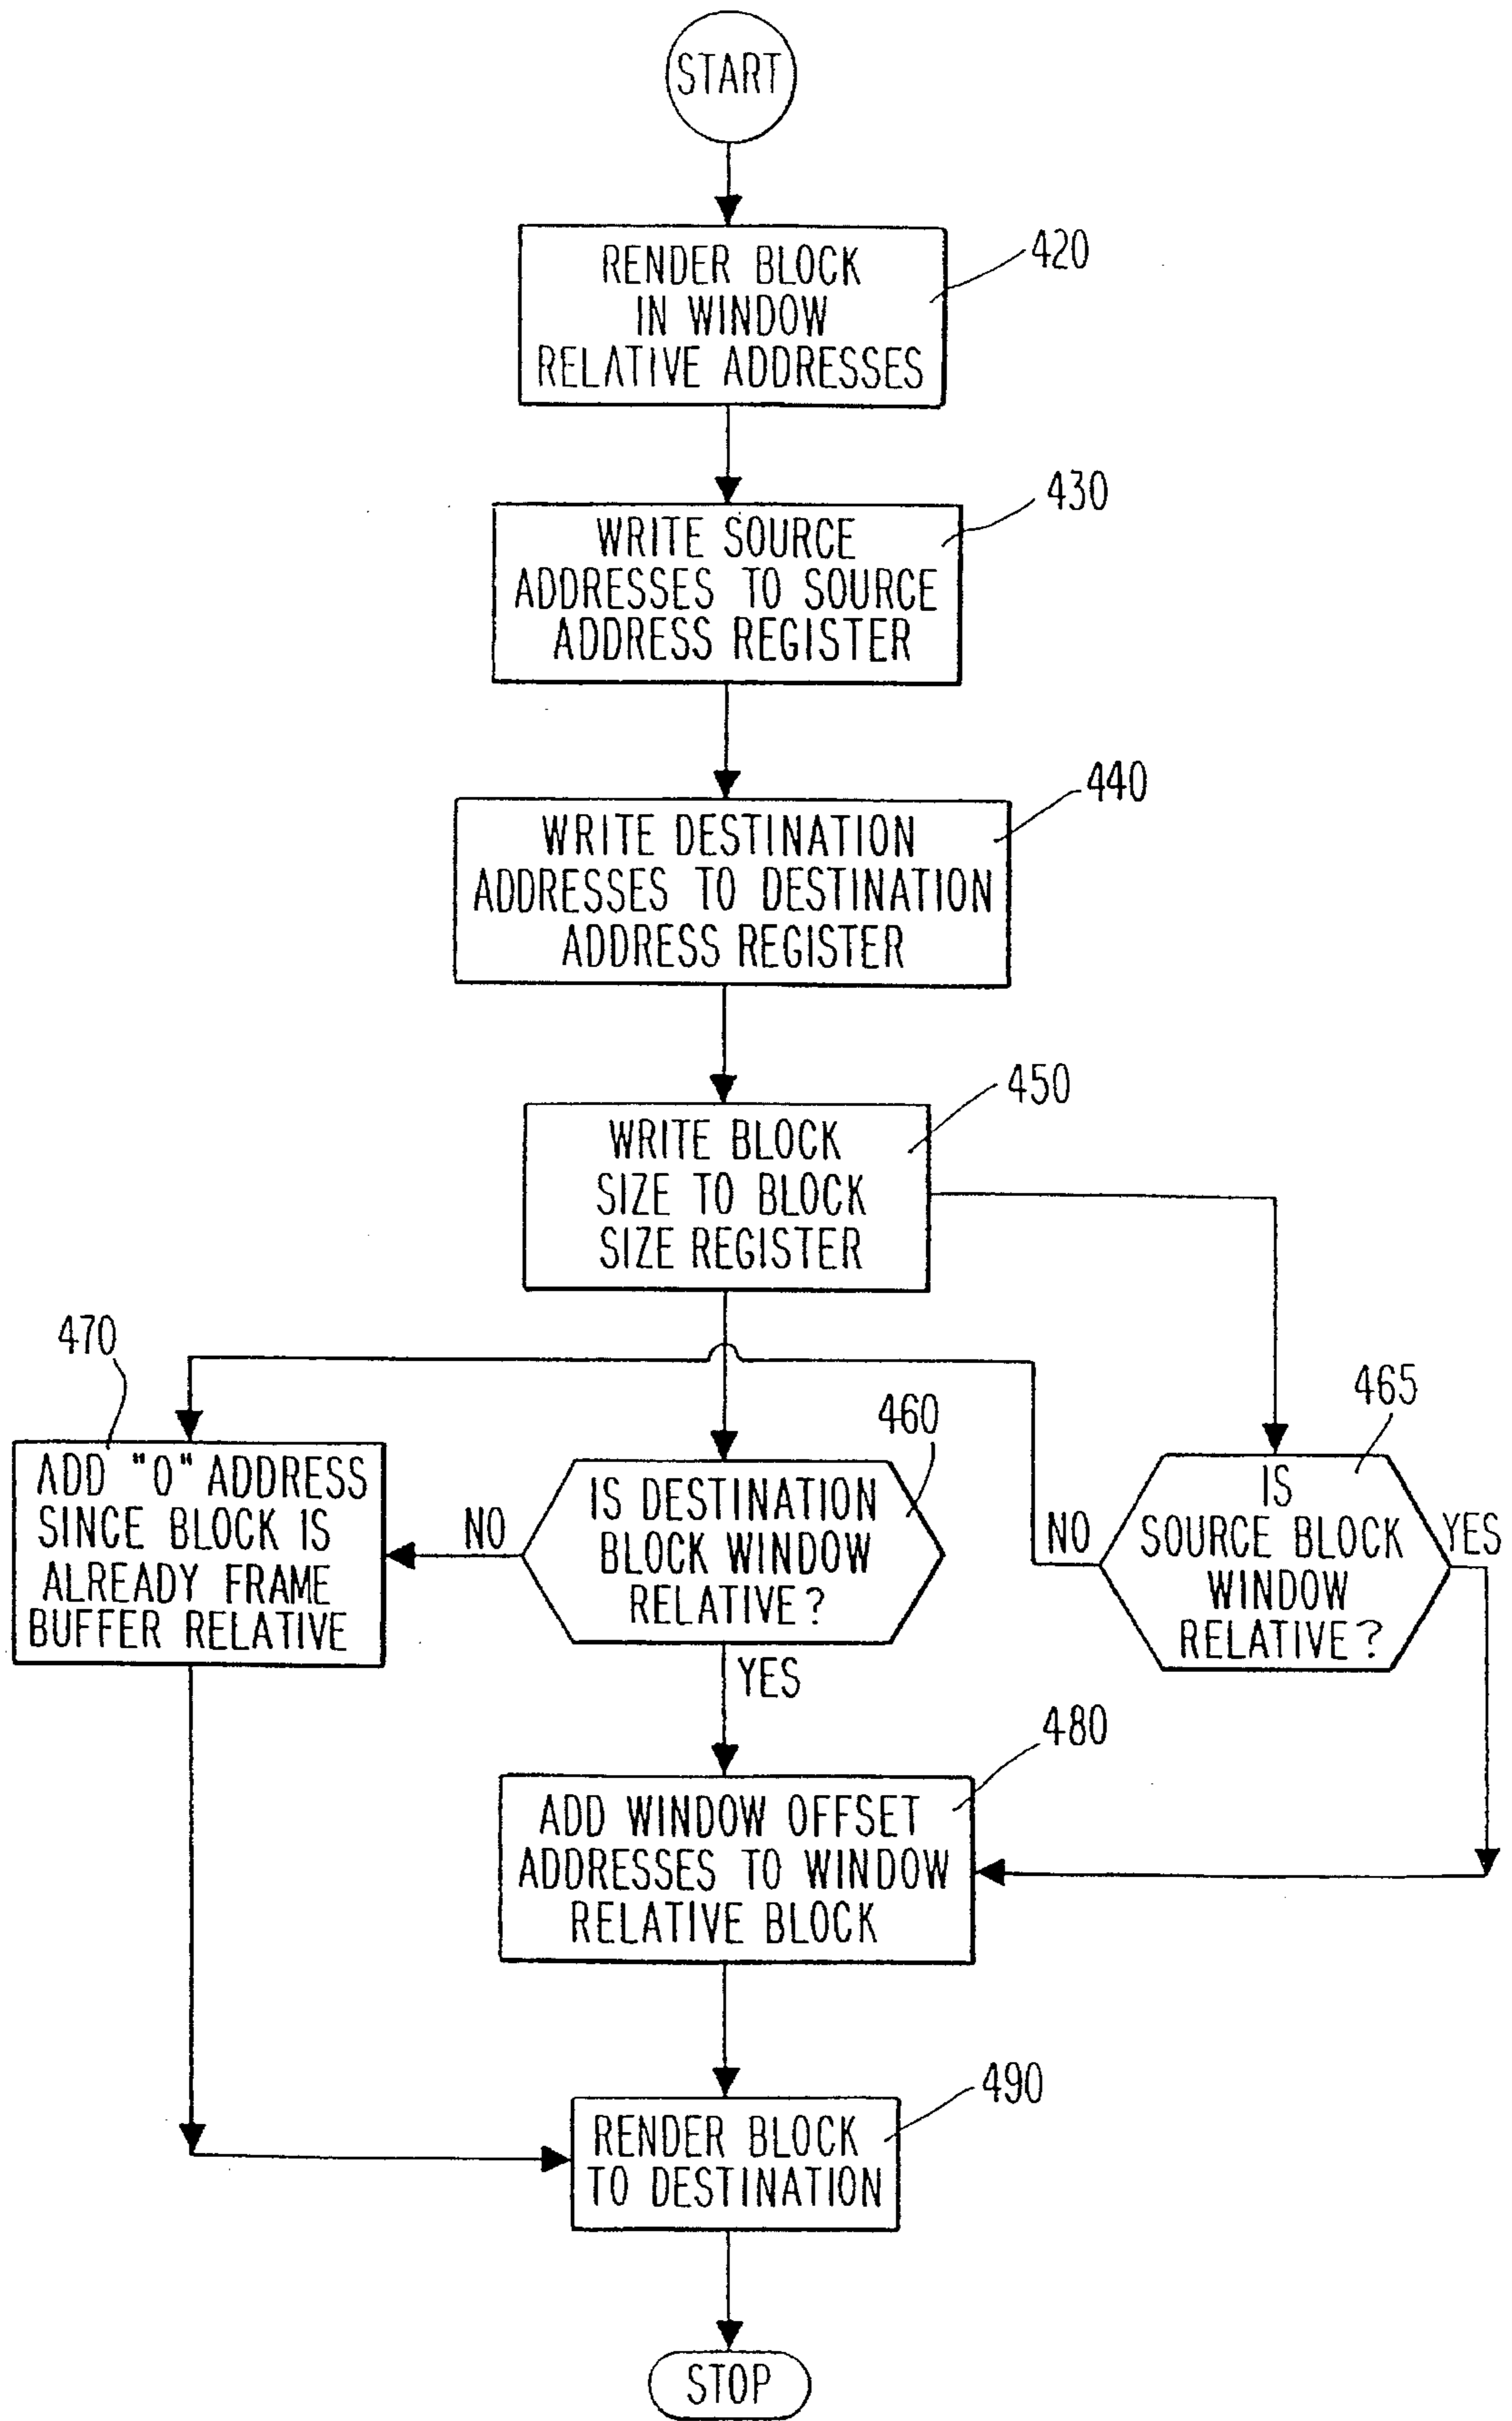 START
RENDER BLOCK
IN WINDOW
RELATIVE ADDRESSES
420
WRITE SOURCE
ADDRESSES TO SOURCE
ADDRESS REGISTER
430
WRITE DESTINATION
ADDRESSES TO DESTINATION
ADDRESS REGISTER
440
WRITE BLOCK
SIZE TO BLOCK
SIZE REGISTER
450
470
ADD "0" ADDRESS
SINCE BLOCK IS
ALREADY FRAME
BUFFER RELATIVE
NO
460
IS DESTINATION
BLOCK WINDOW
RELATIVE?
YES
465
NO
IS
SOURCE BLOCK
WINDOW
RELATIVE?
YES
480
ADD WINDOW OFFSET
ADDRESSES TO WINDOW
RELATIVE BLOCK
490
RENDER BLOCK
TO DESTINATION
STOP